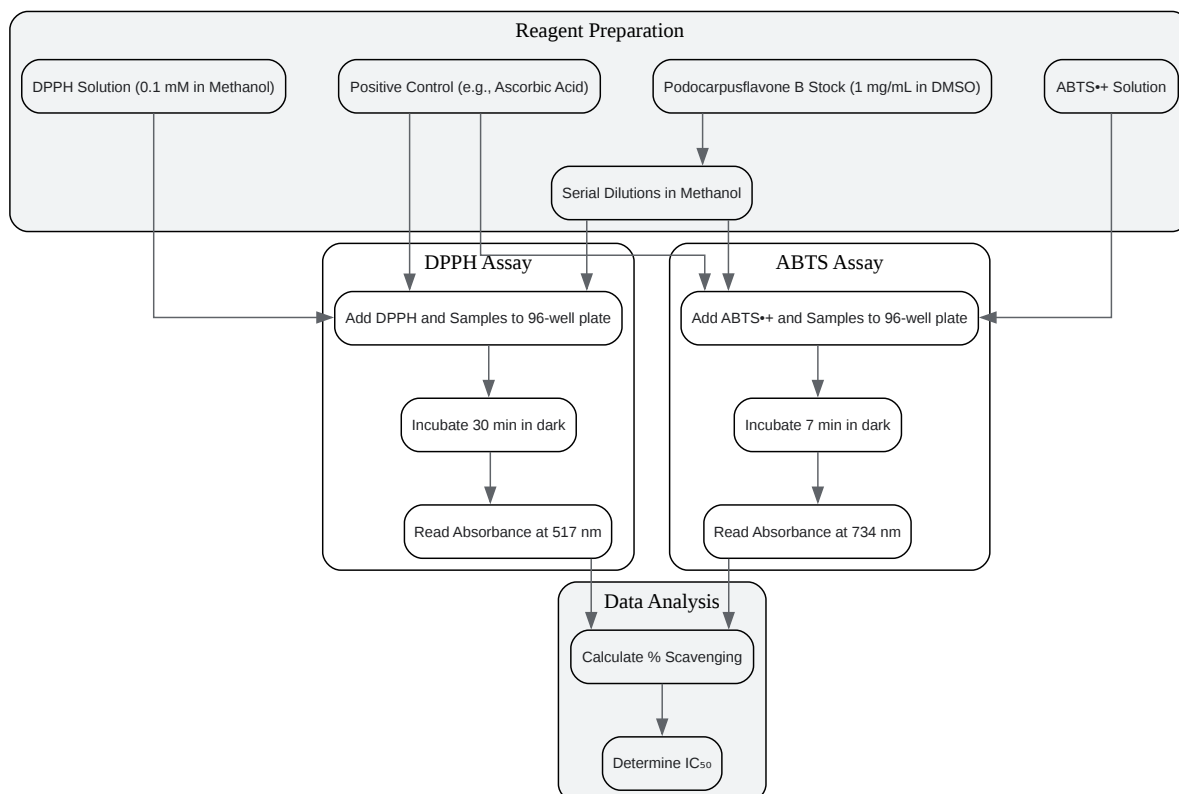 Reagent Preparation
DPPH Solution (0.1 mM in Methanol)
Positive Control (e.g., Ascorbic Acid)
Podocarpusflavone B Stock (1 mg/mL in DMSO)
ABTS•+ Solution
Serial Dilutions in Methanol
DPPH Assay
ABTS Assay
Add DPPH and Samples to 96-well plate
Add ABTS•+ and Samples to 96-well plate
Incubate 30 min in dark
Incubate 7 min in dark
Read Absorbance at 517 nm
Read Absorbance at 734 nm
Data Analysis
Calculate % Scavenging
Determine IC₅₀